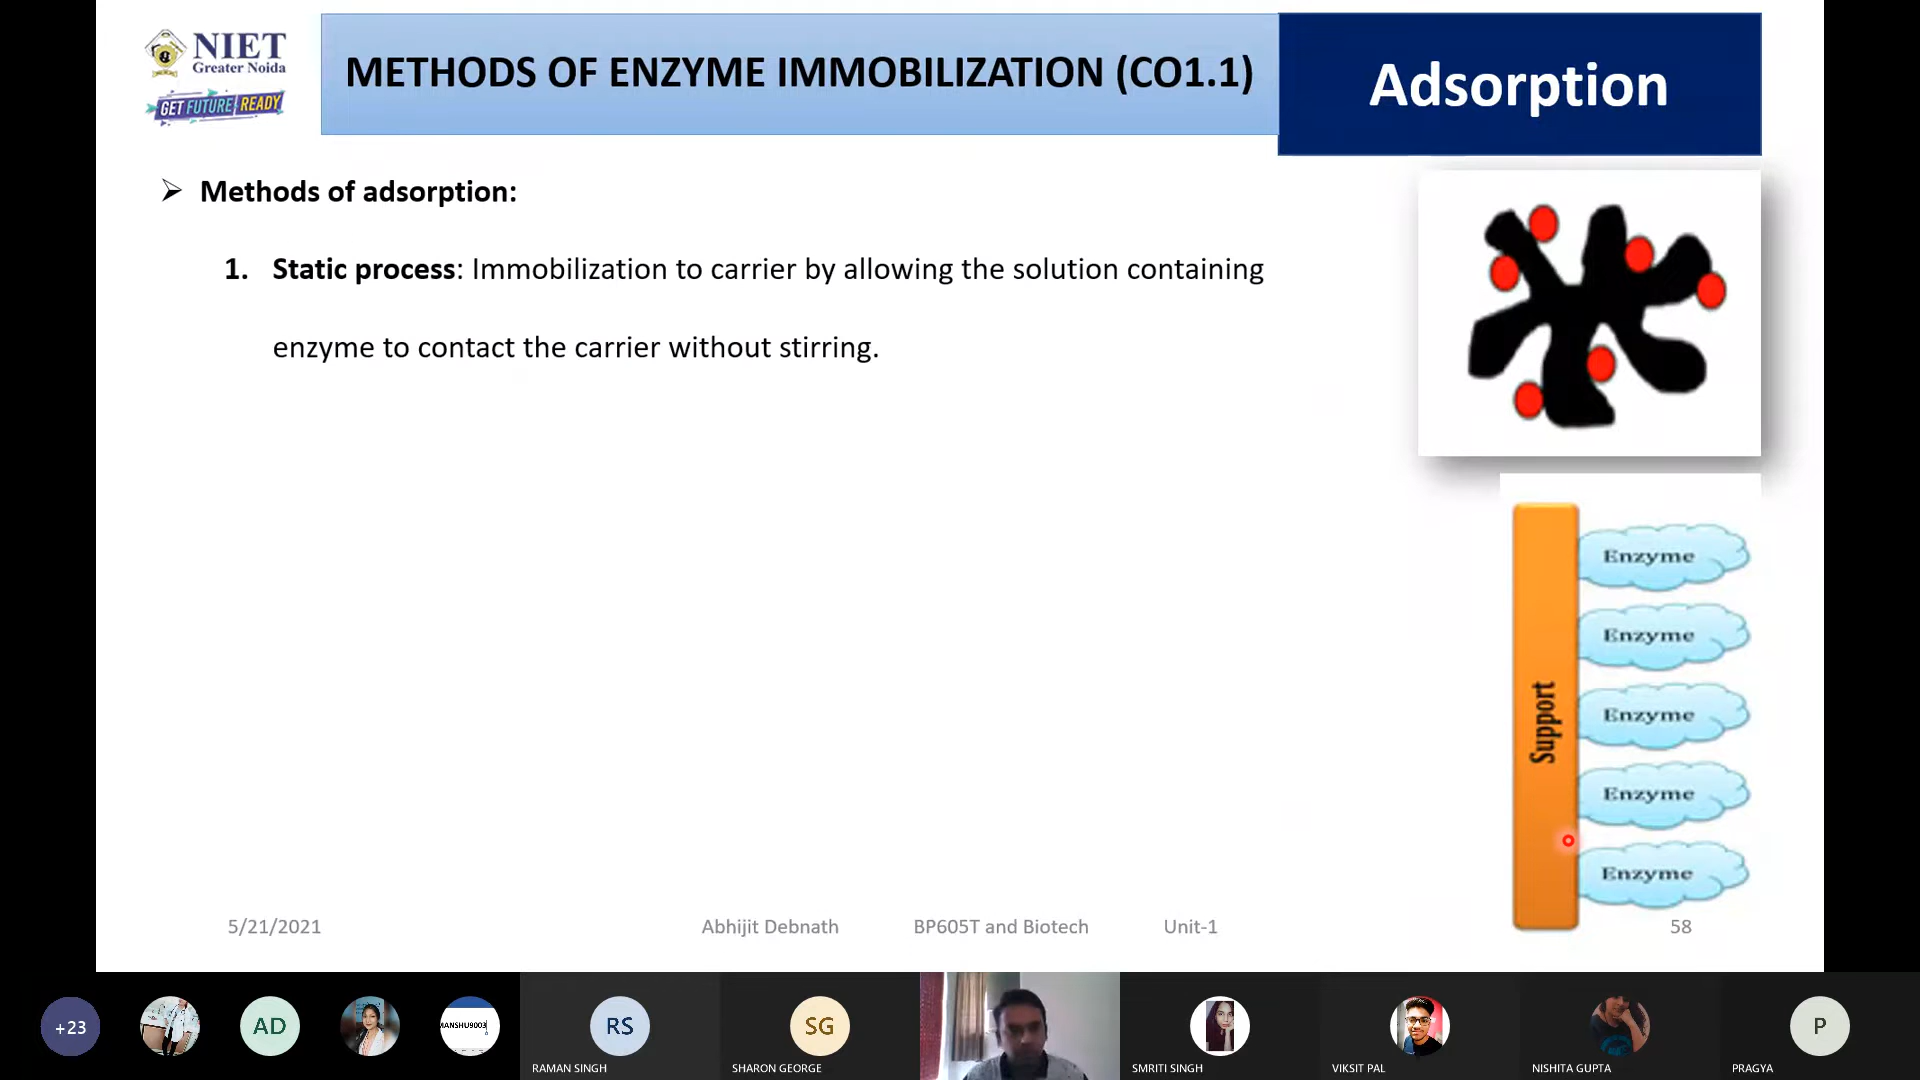 NIET
Greater Noida
GET FUTURE READY
METHODS OF ENZYME IMMOBILIZATION (CO1.1)
Adsorption
➢ Methods of adsorption:
1. Static process: Immobilization to carrier by allowing the solution containing
enzyme to contact the carrier without stirring.
Support
Enzyme
Enzyme
Enzyme
Enzyme
Enzyme
5/21/2021
Abhijit Debnath
BP605T and Biotech
Unit-1
58
+23
AD
MANSHU9003
RS
RAMAN SINGH
SG
SHARON GEORGE
SMRITI SINGH
VIKSIT PAL
NISHITA GUPTA
P
PRAGYA